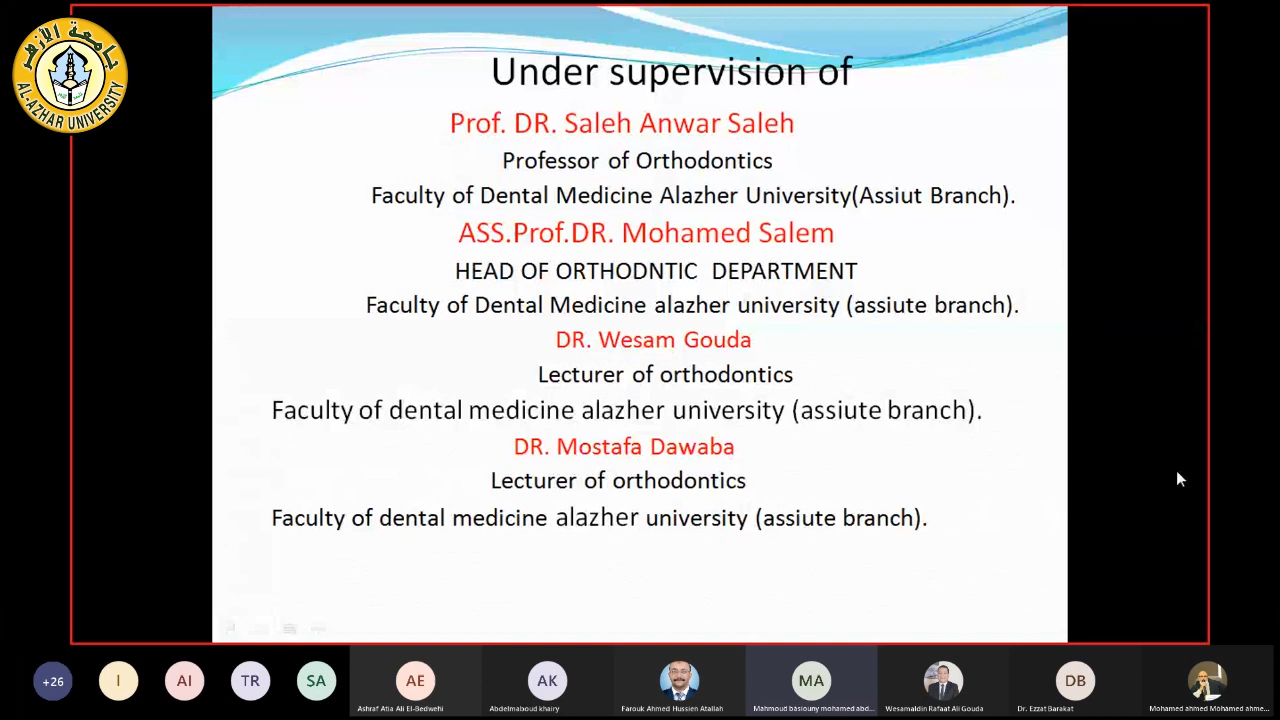 جامعة الأزهر
AL-AZHAR UNIVERSITY
Under supervision of
Prof. DR. Saleh Anwar Saleh
Professor of Orthodontics
Faculty of Dental Medicine Alazher University(Assiut Branch).
ASS.Prof.DR. Mohamed Salem
HEAD OF ORTHODNTIC DEPARTMENT
Faculty of Dental Medicine alazher university (assiute branch).
DR. Wesam Gouda
Lecturer of orthodontics
Faculty of dental medicine alazher university (assiute branch).
DR. Mostafa Dawaba
Lecturer of orthodontics
Faculty of dental medicine alazher university (assiute branch).
+26
I
AI
TR
SA
AE
AK
MA
DB
Ashraf Atia Ali El-Bedwehi
Abdelmaboud khairy
Farouk Ahmed Hussien Atallah
Mahmoud basiouny mohamed abd...
Wesamaldin Rafaat Ali Gouda
Dr. Ezzat Barakat
Mohamed ahmed Mohamed ahme...